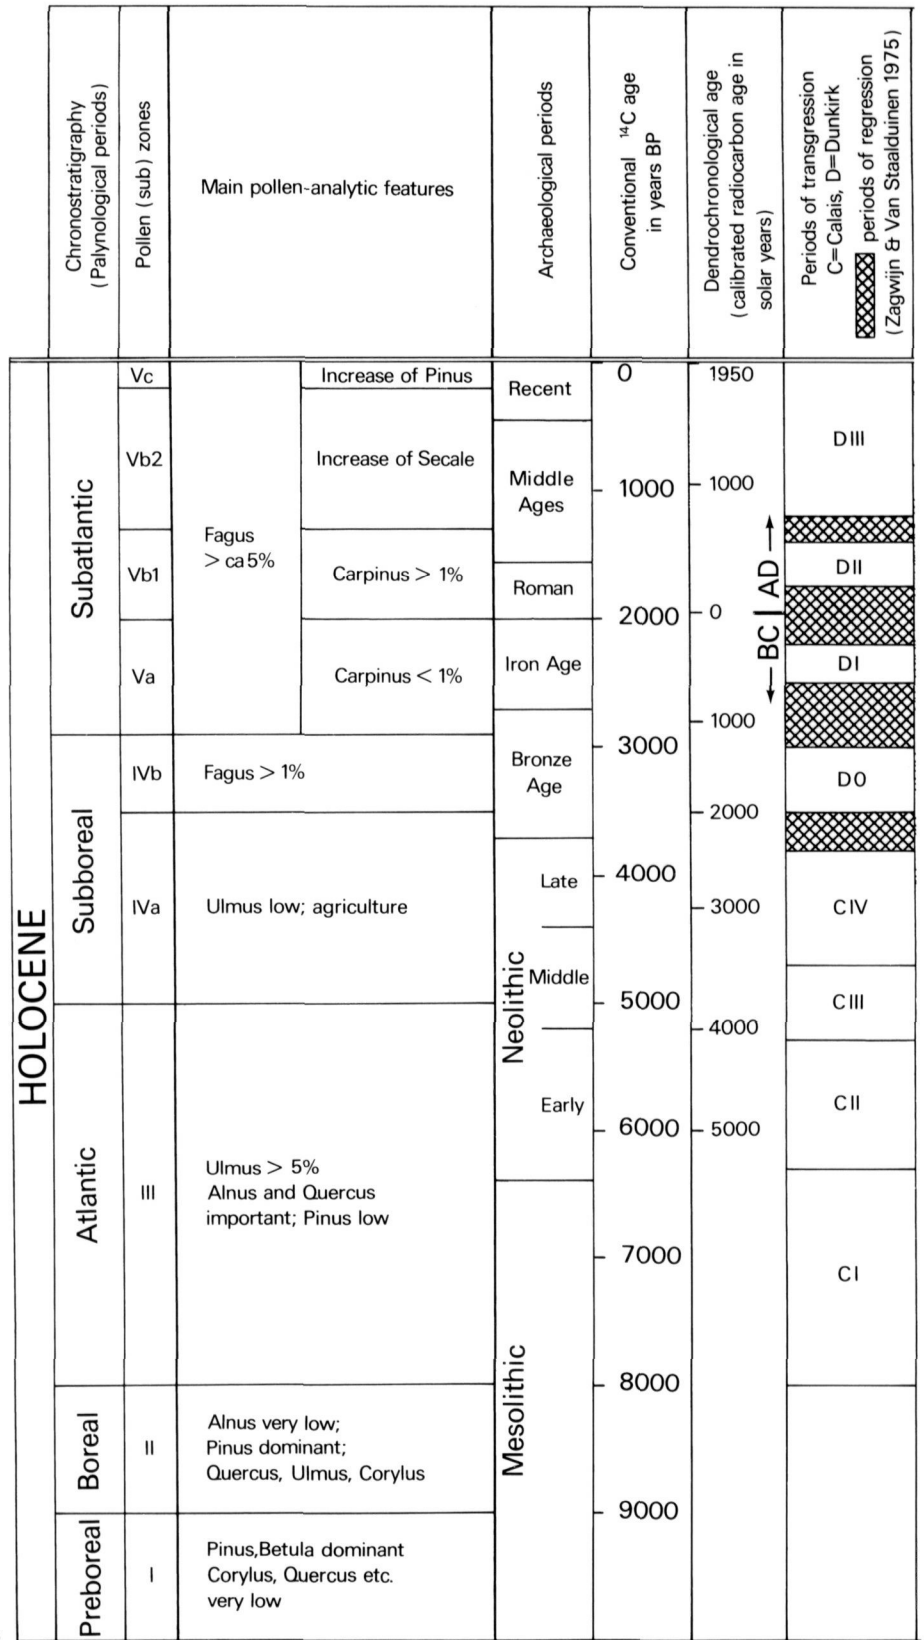 Chronostratigraphy
(Palynological periods)
Pollen (sub) zones
Main pollen-analytic features
Archaeological periods
Conventional ¹⁴C age
in years BP
Dendrochronological age
(calibrated radiocarbon age in
solar years)
Periods of transgression
C=Calais, D=Dunkirk
periods of regression
(Zagwijn & Van Staalduinen 1975)
HOLOCENE
Subatlantic
Subboreal
Atlantic
Boreal
Preboreal
Vc
Vb2
Vb1
Va
IVb
IVa
III
II
I
Fagus
> ca 5%
Increase of Pinus
Increase of Secale
Carpinus > 1%
Carpinus < 1%
Fagus > 1%
Ulmus low; agriculture
Ulmus > 5%
Alnus and Quercus
important; Pinus low
Alnus very low;
Pinus dominant;
Quercus, Ulmus, Corylus
Pinus,Betula dominant
Corylus, Quercus etc.
very low
Recent
Middle
Ages
Roman
Iron Age
Bronze
Age
Neolithic
Late
Middle
Early
Mesolithic
0
1000
2000
3000
4000
5000
6000
7000
8000
9000
1950
1000
0
1000
2000
3000
4000
5000
← BC | AD →
DIII
DII
DI
DO
CIV
CIII
CII
CI